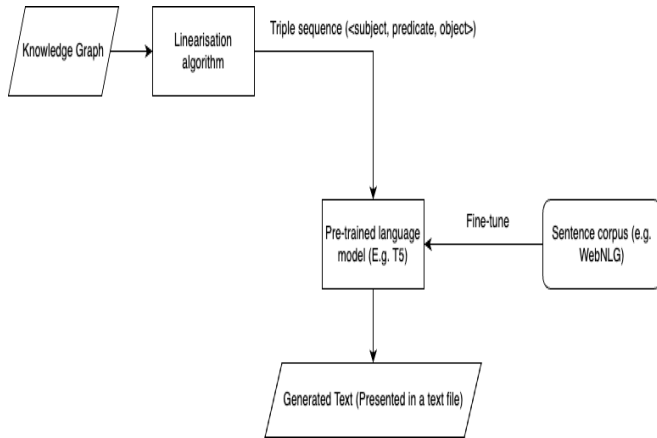 Triple sequence (<subject, predicate, object>)
Knowledge Graph
Linearisation
algorithm
Fine-tune
Pre-trained language
model (E.g. T5)
Sentence corpus (e.g.
WebNLG)
Generated Text (Presented in a text file)